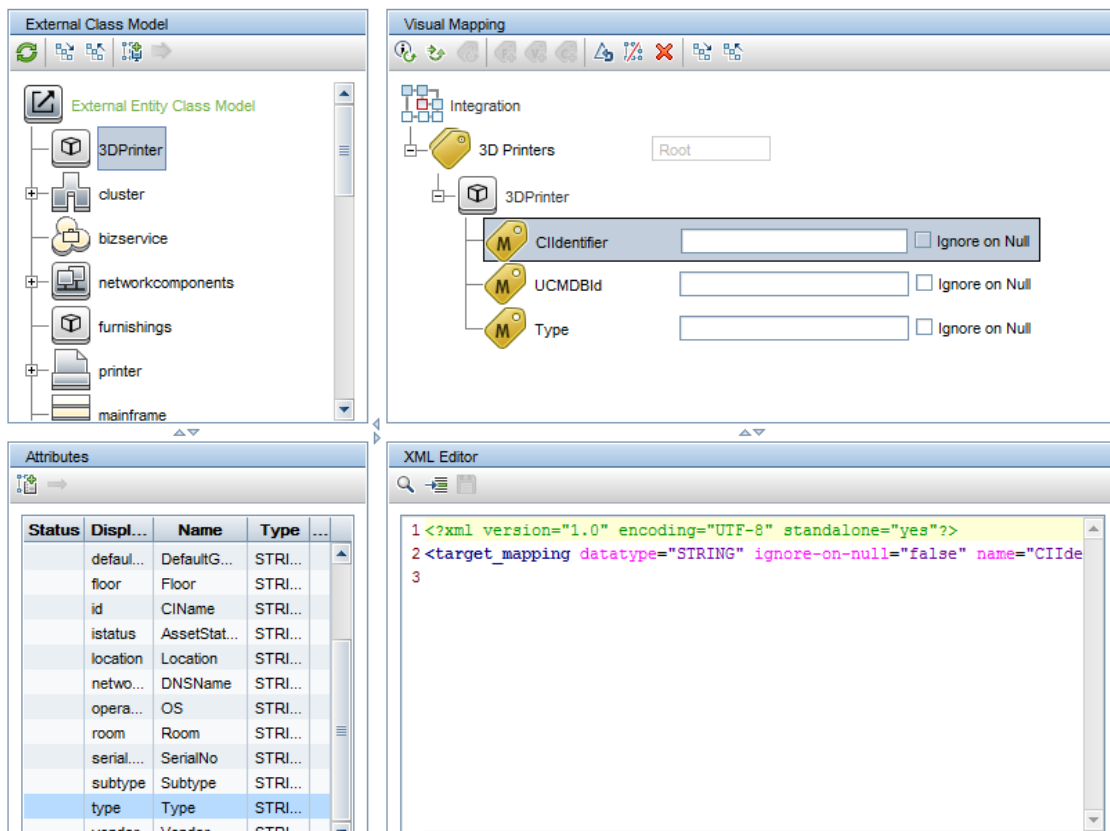 External Class Model
External Entity Class Model
3DPrinter
cluster
bizservice
networkcomponents
furnishings
printer
mainframe
Visual Mapping
Integration
3D Printers Root
3DPrinter
M CIIdentifier Ignore on Null
M UCMDBId Ignore on Null
M Type Ignore on Null
Attributes
Status Displ... Name Type ...
defaul... DefaultG... STRI...
floor Floor STRI...
id CIName STRI...
istatus AssetStat... STRI...
location Location STRI...
netwo... DNSName STRI...
opera... OS STRI...
room Room STRI...
serial.... SerialNo STRI...
subtype Subtype STRI...
type Type STRI...
vendor Vendor STRI...
XML Editor
1 <?xml version="1.0" encoding="UTF-8" standalone="yes"?>
2 <target_mapping datatype="STRING" ignore-on-null="false" name="CIIde
3